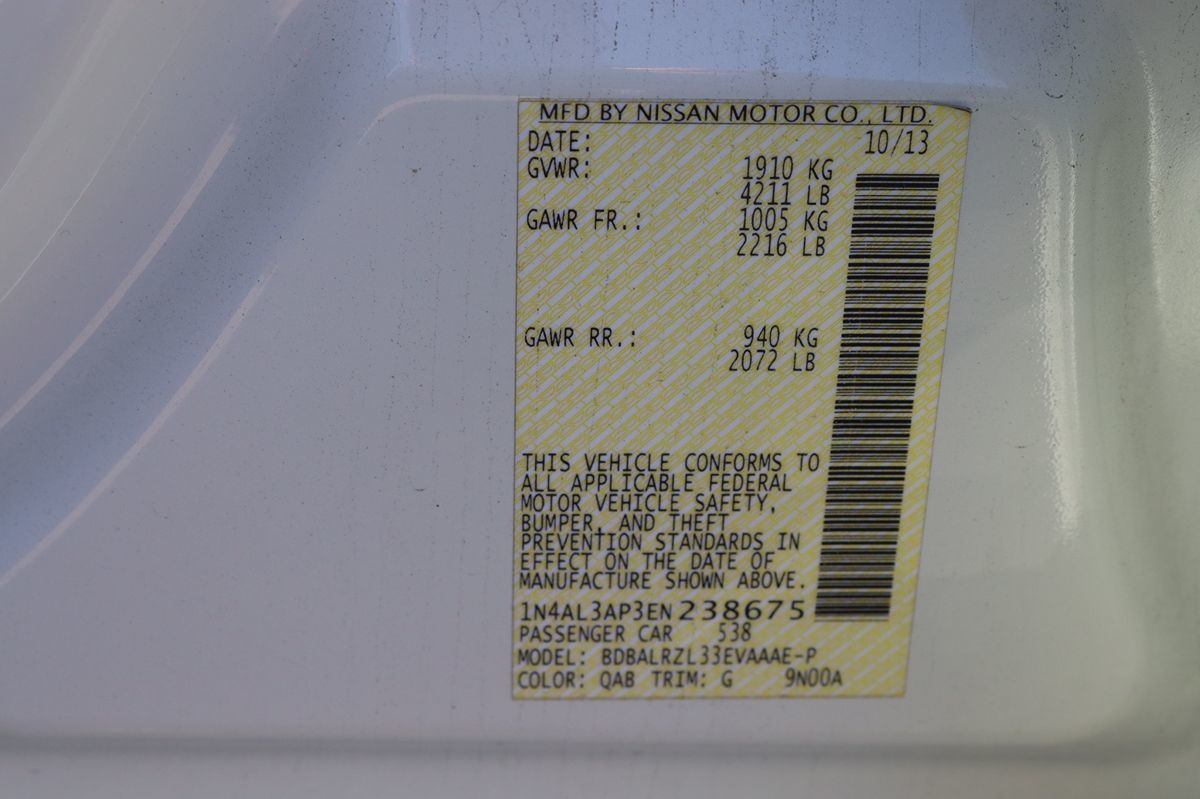 MFD BY NISSAN MOTOR CO., LTD.
DATE: 10/13
GVWR: 1910 KG
4211 LB
GAWR FR.: 1005 KG
2216 LB
GAWR RR.: 940 KG
2072 LB
THIS VEHICLE CONFORMS TO
ALL APPLICABLE FEDERAL
MOTOR VEHICLE SAFETY,
BUMPER, AND THEFT
PREVENTION STANDARDS IN
EFFECT ON THE DATE OF
MANUFACTURE SHOWN ABOVE.
1N4AL3AP3EN238675
PASSENGER CAR 538
MODEL: BDBALRZL33EVAAAE-P
COLOR: QAB TRIM: G 9N00A